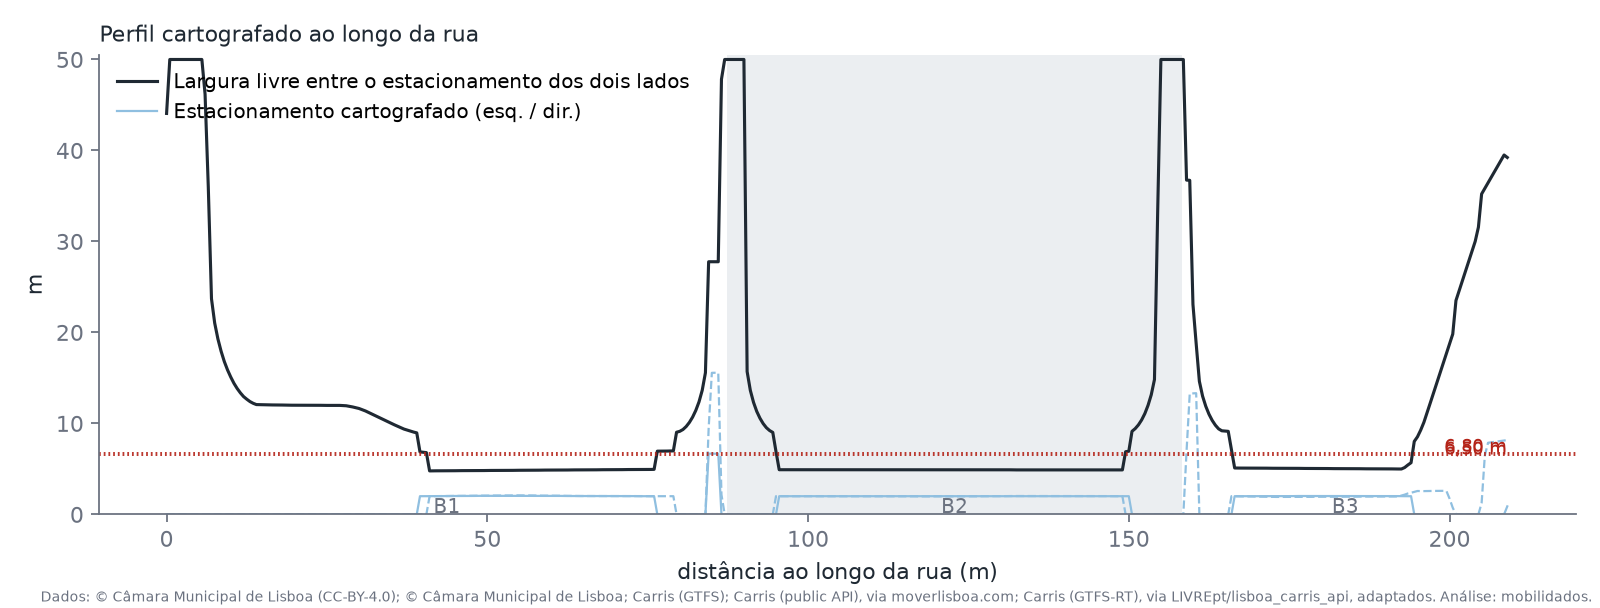 Perfil cartografado ao longo da rua
Largura livre entre o estacionamento dos dois lados
Estacionamento cartografado (esq. / dir.)
50
40
30
20
10
0
m
B1
B2
B3
0
50
100
150
200
distância ao longo da rua (m)
Dados: © Câmara Municipal de Lisboa (CC-BY-4.0); © Câmara Municipal de Lisboa; Carris (GTFS); Carris (public API), via moverlisboa.com; Carris (GTFS-RT), via LIVREpt/lisboa_carris_api, adaptados. Análise: mobilidados.